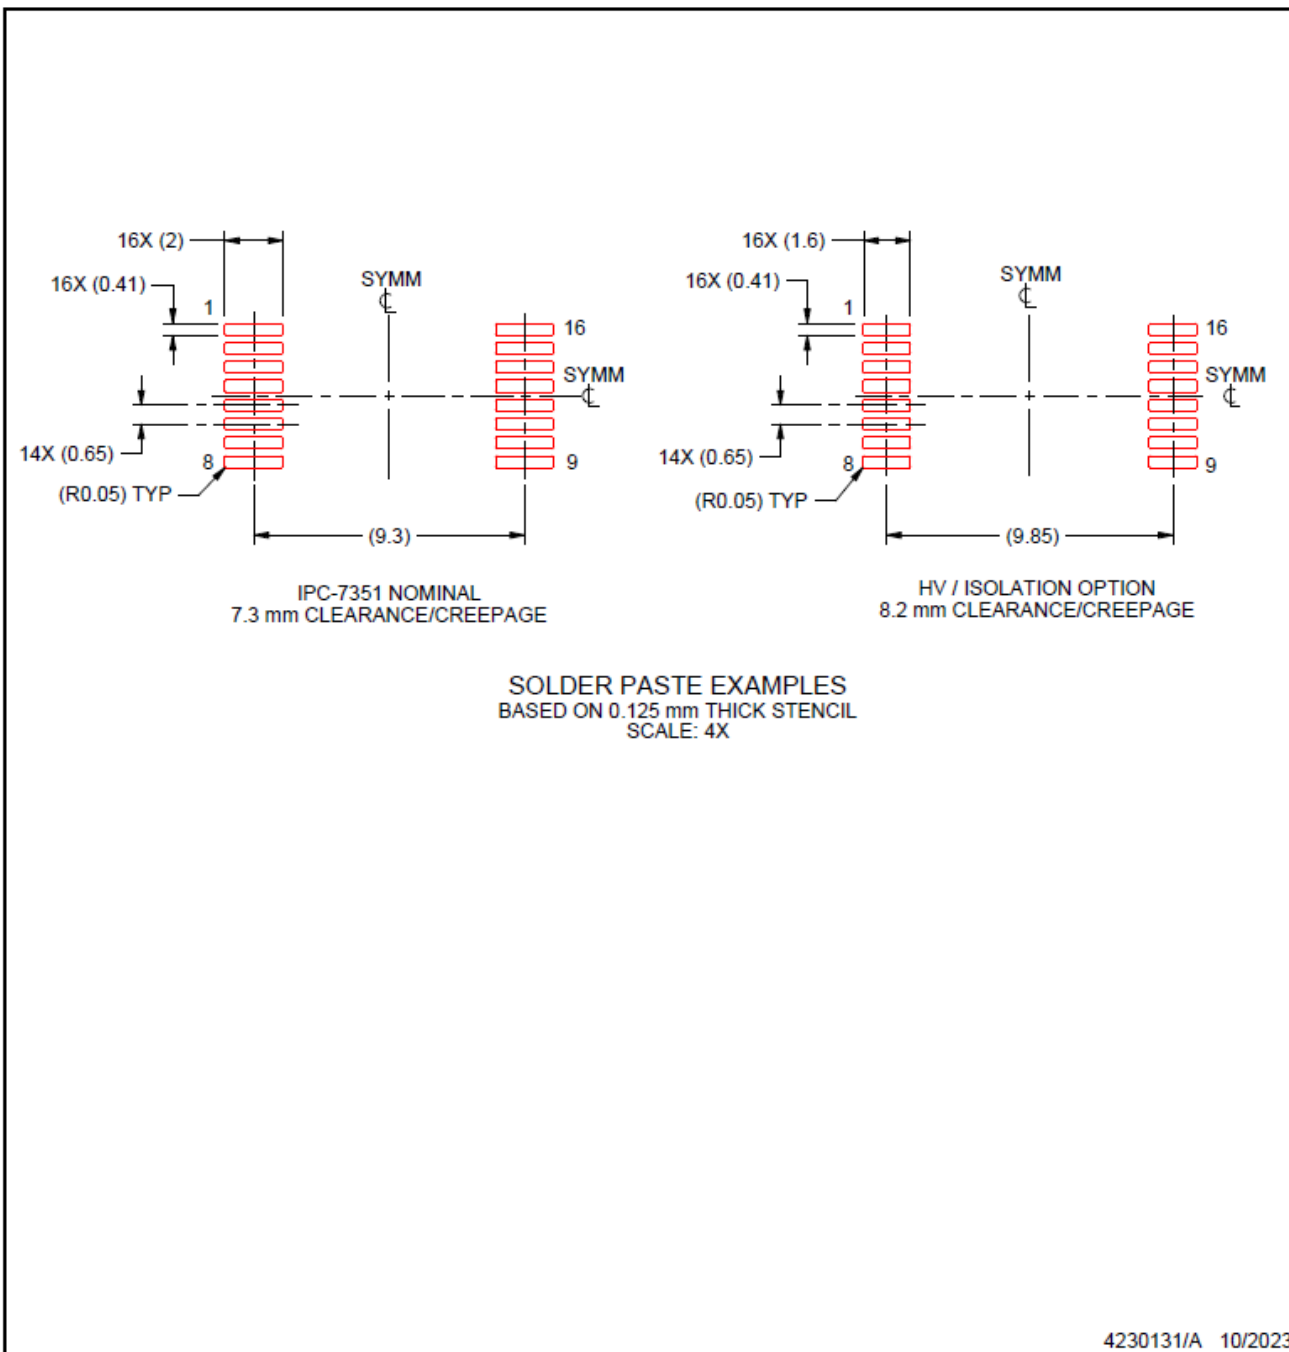 16X (2)
16X (0.41)
1
SYMM
16
SYMM
14X (0.65)
8
9
(R0.05) TYP
(9.3)
IPC-7351 NOMINAL
7.3 mm CLEARANCE/CREEPAGE
16X (1.6)
16X (0.41)
1
SYMM
16
SYMM
14X (0.65)
8
9
(R0.05) TYP
(9.85)
HV / ISOLATION OPTION
8.2 mm CLEARANCE/CREEPAGE
SOLDER PASTE EXAMPLES
BASED ON 0.125 mm THICK STENCIL
SCALE: 4X
4230131/A 10/2023